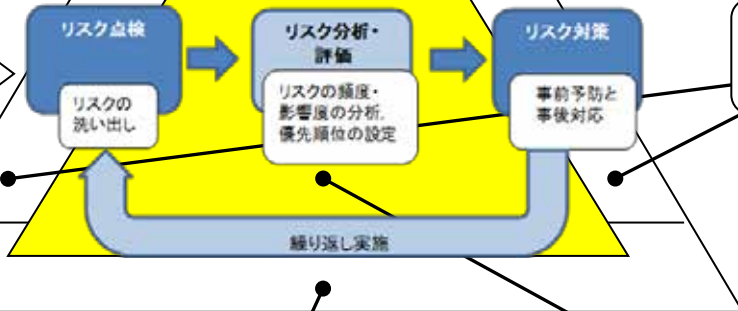 リスク点検
リスクの
洗い出し
リスク分析・
評価
リスクの頻度・
影響度の分析,
優先順位の設定
リスク対策
事前予防と
事後対応
繰り返し実施